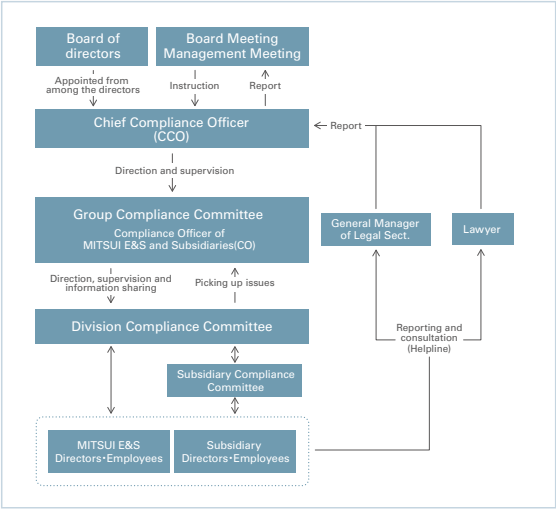 Board of
directors
Board Meeting
Management Meeting
Appointed from
among the directors
Instruction
Report
Chief Compliance Officer
(CCO)
Report
Direction and supervision
Group Compliance Committee
Compliance Officer of
MITSUI E&S and Subsidiaries(CO)
General Manager
of Legal Sect.
Lawyer
Direction, supervision and
information sharing
Picking up issues
Division Compliance Committee
Reporting and
consultation
(Helpline)
Subsidiary Compliance
Committee
MITSUI E&S
Directors・Employees
Subsidiary
Directors・Employees